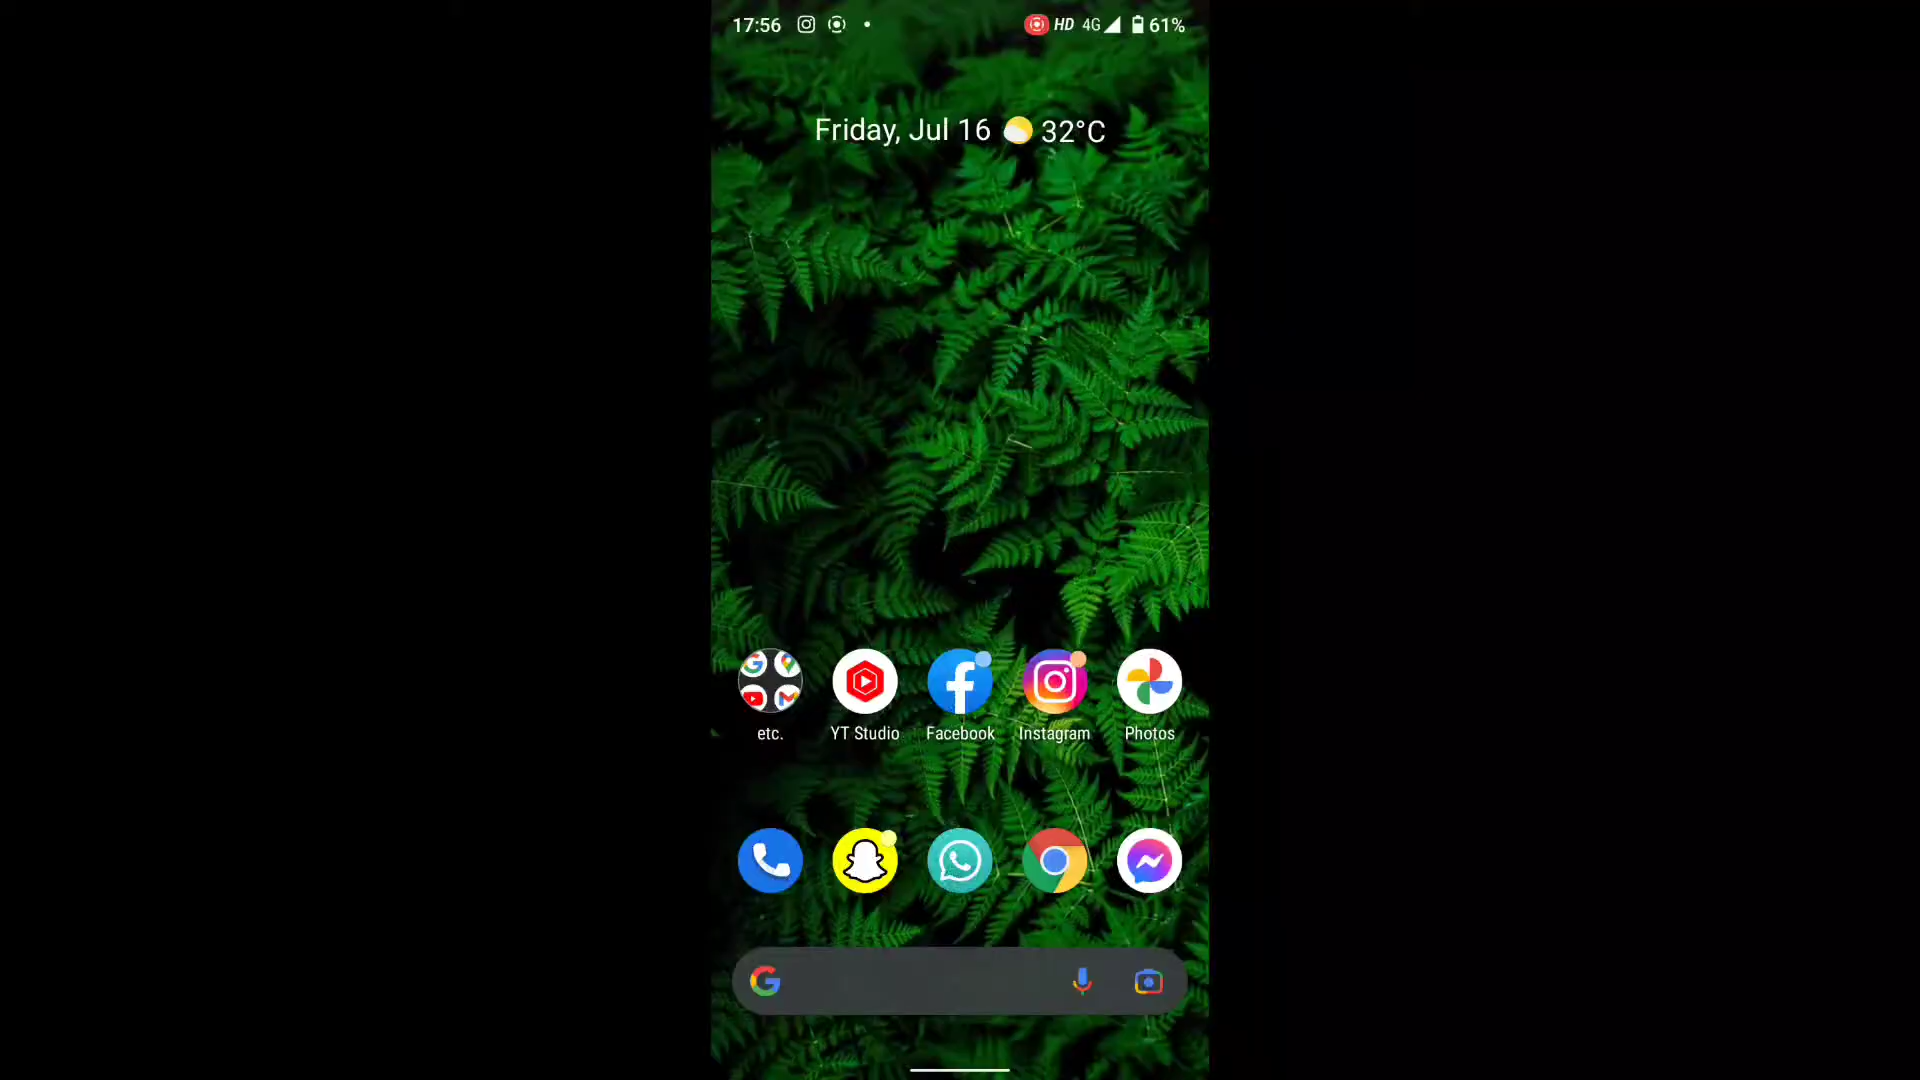 17:56 HD 4G 61%
Friday, Jul 16 32°C
etc. YT Studio Facebook Instagram Photos